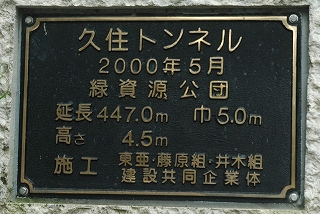 久住トンネル
2000年5月
緑資源公団
延長447.0m 巾5.0m
高さ 4.5m
施工 東亜・藤原組・井木組
建設共同企業体